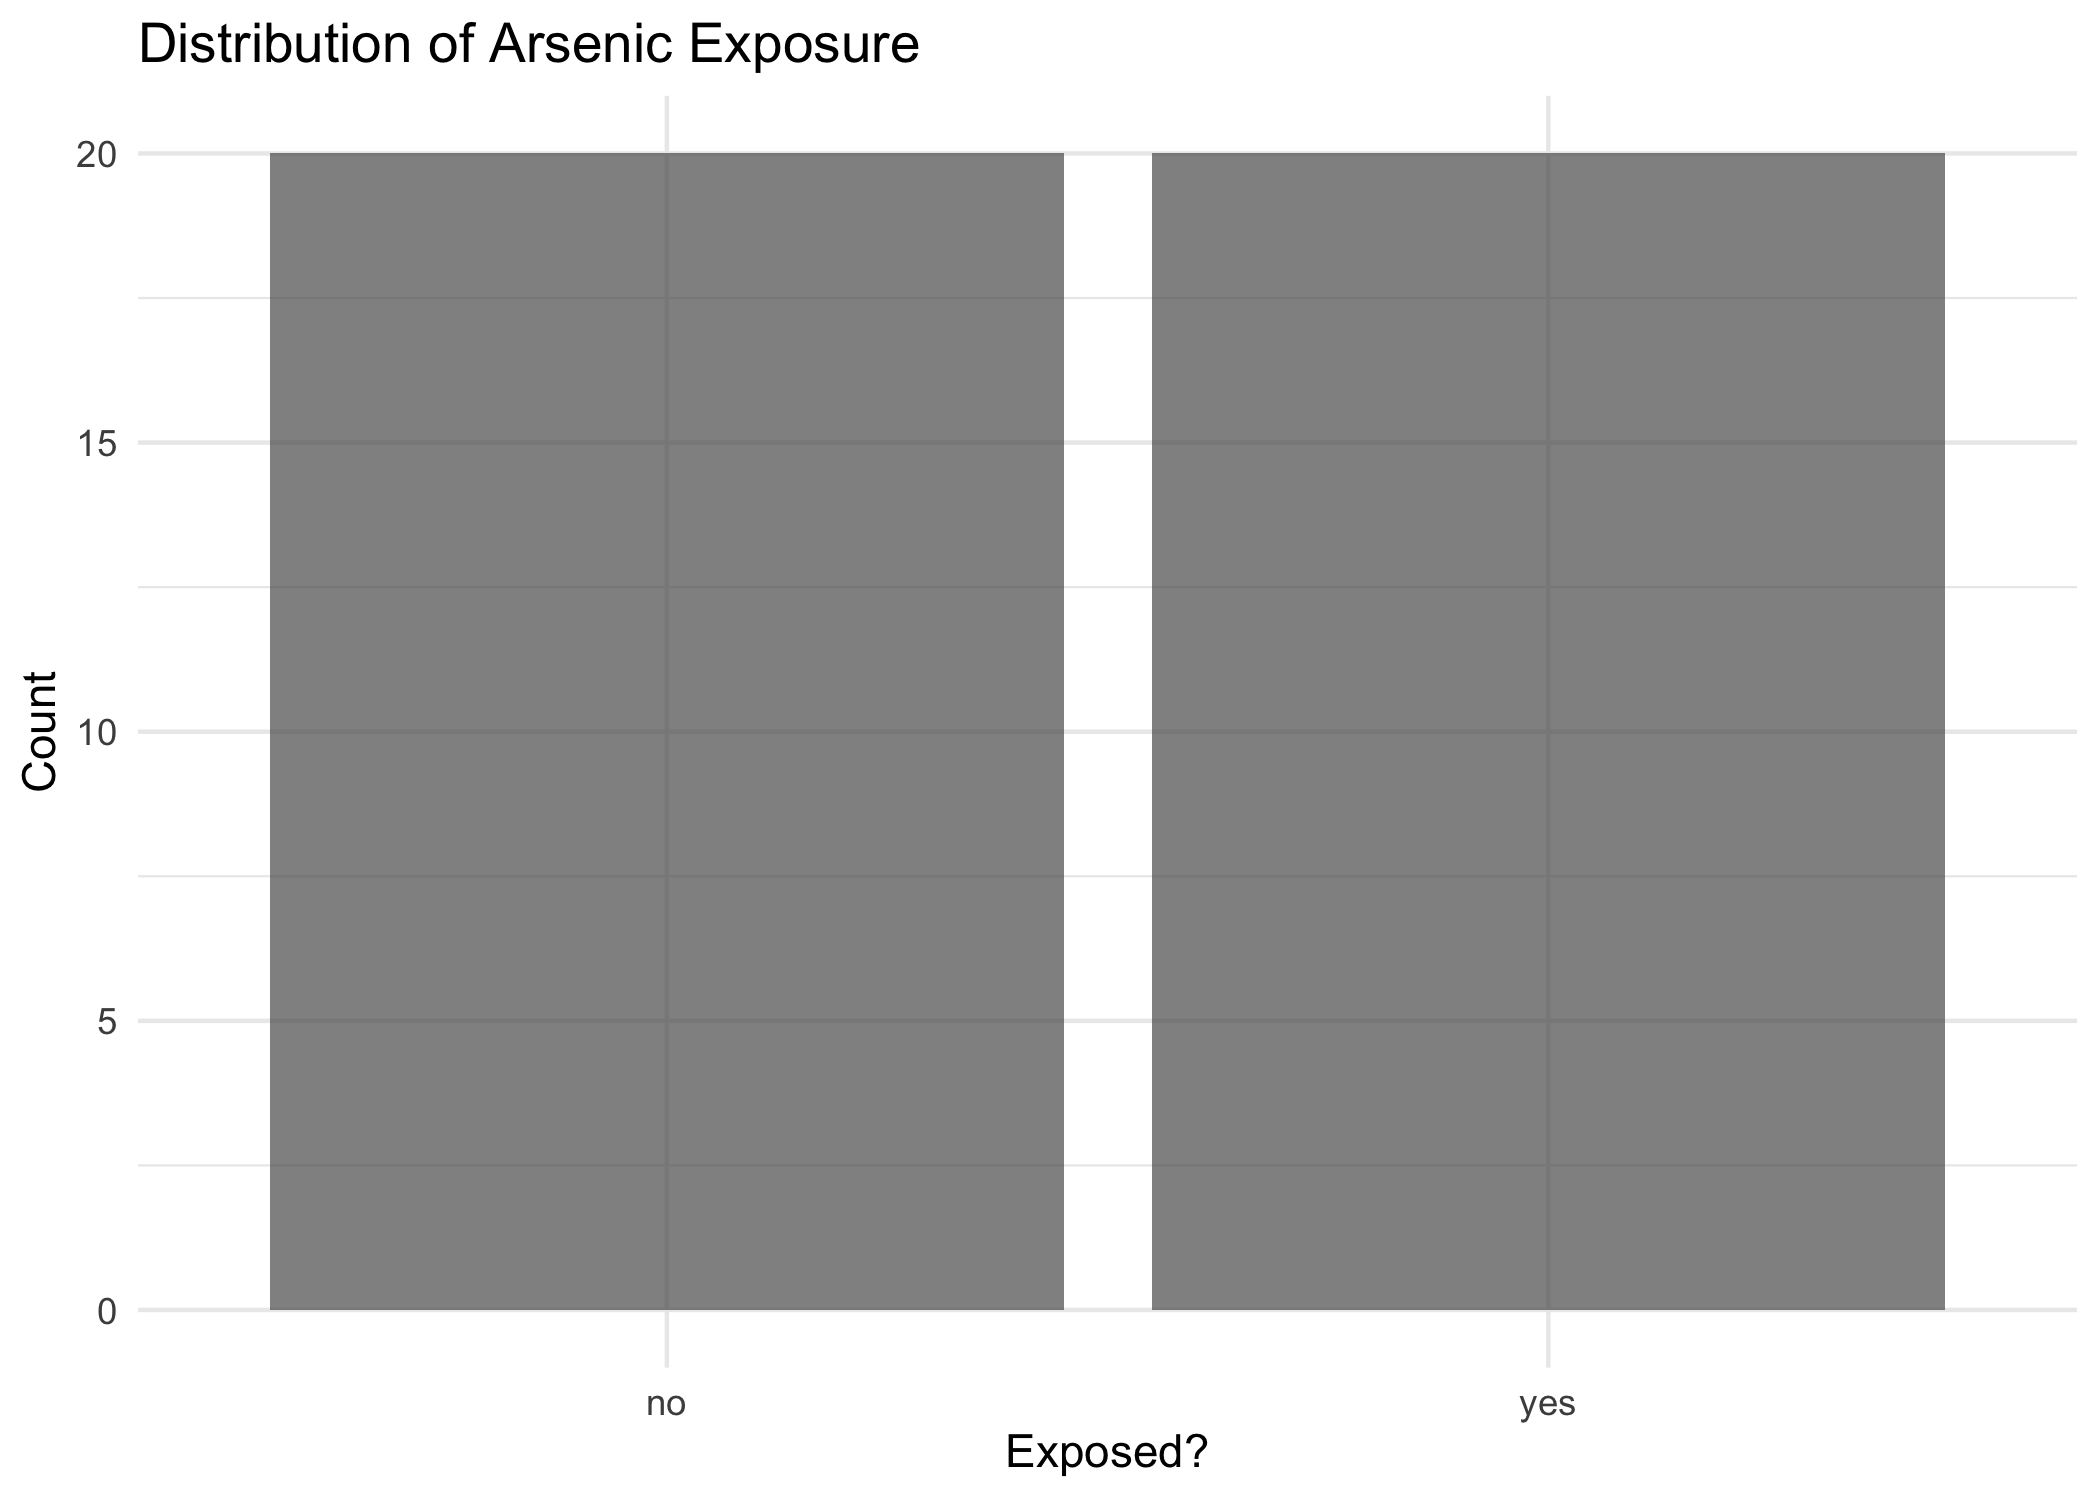 Distribution of Arsenic Exposure
20
15
10
5
0
Count
no
yes
Exposed?